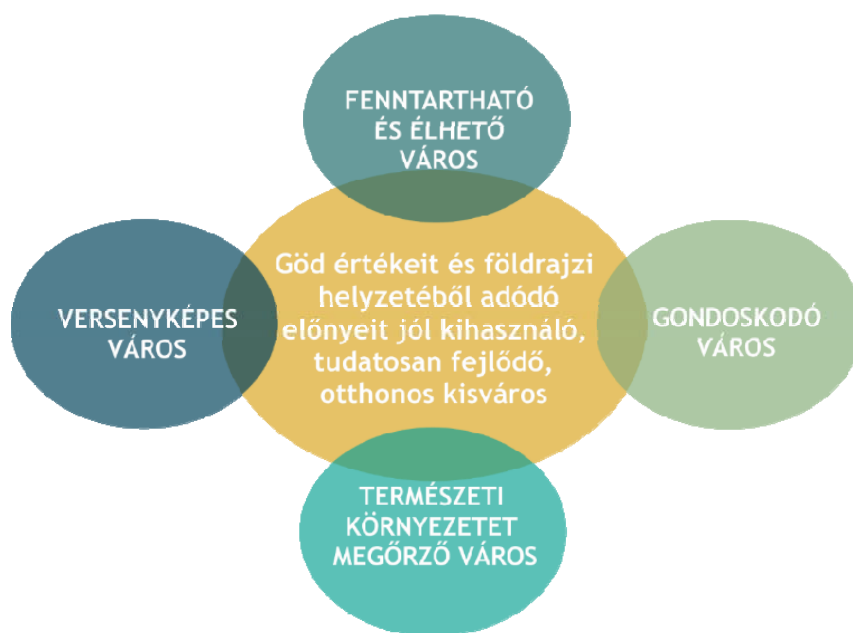 FENNTARTHATÓ
ÉS ÉLHETŐ
VÁROS
VERSENYKÉPES
VÁROS
Göd értékeit és földrajzi
helyzetéből adódó
előnyeit jól kihasználó,
tudatosan fejlődő,
otthonos kisváros
GONDOSKODÓ
VÁROS
TERMÉSZETI
KÖRNYEZETET
MEGŐRZŐ VÁROS